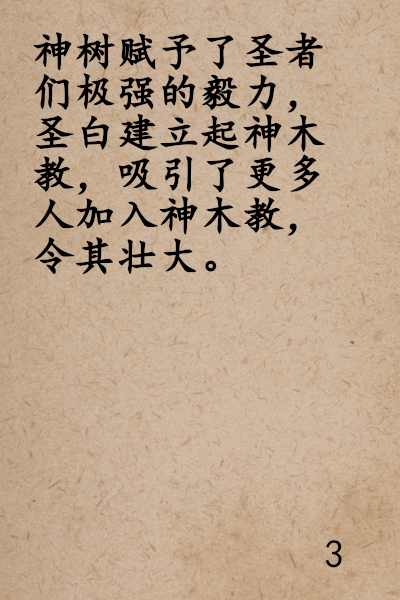 神树赋予了圣者
们极强的毅力，
圣白建立起神木
教，吸引了更多
人加入神木教，
令其壮大。
3